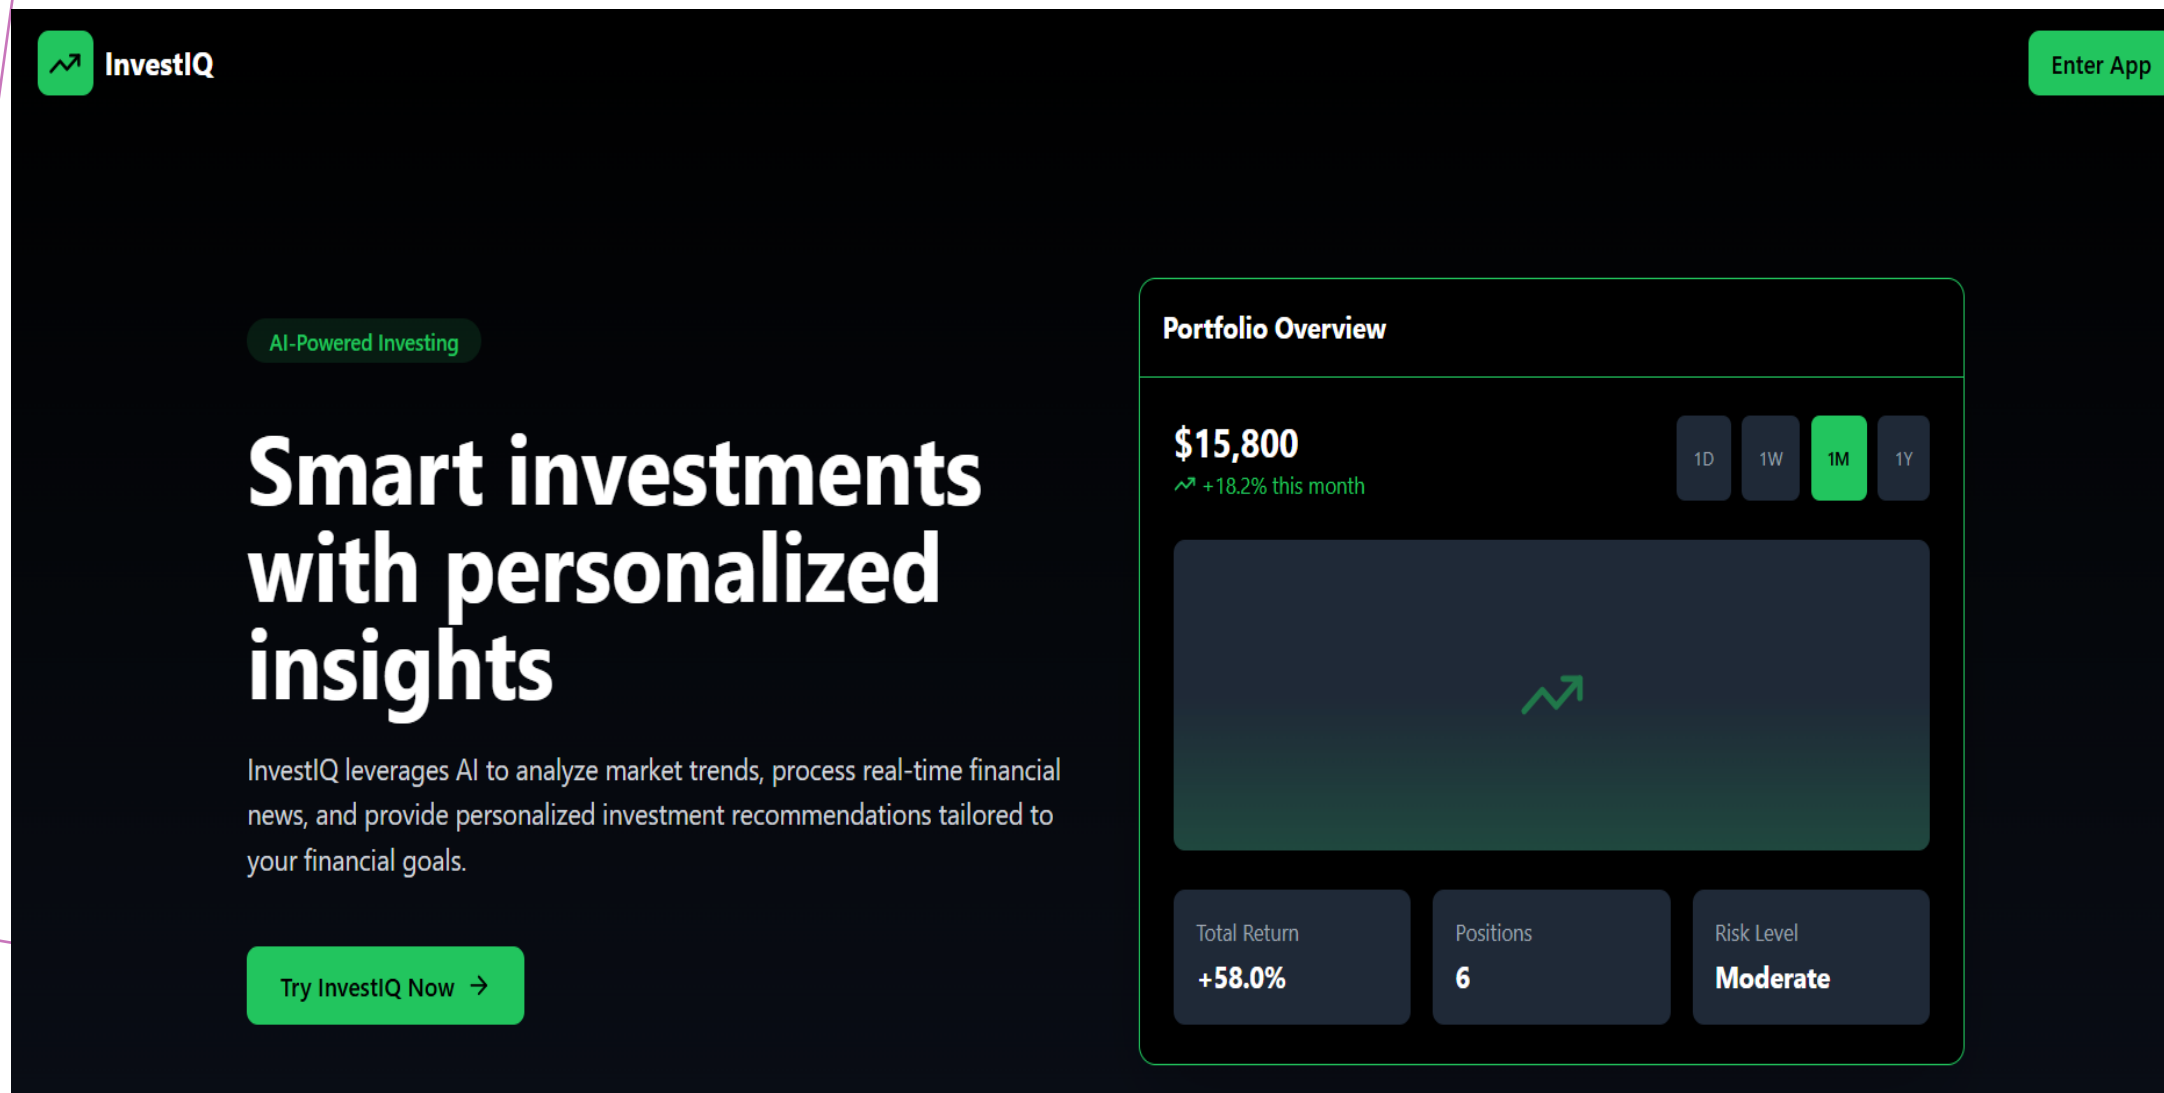 InvestIQ
Enter App
AI-Powered Investing
Smart investments
with personalized
insights
InvestIQ leverages AI to analyze market trends, process real-time financial
news, and provide personalized investment recommendations tailored to
your financial goals.
Try InvestIQ Now
Portfolio Overview
$15,800
+18.2% this month
1D 1W 1M 1Y
Total Return
+58.0%
Positions
6
Risk Level
Moderate